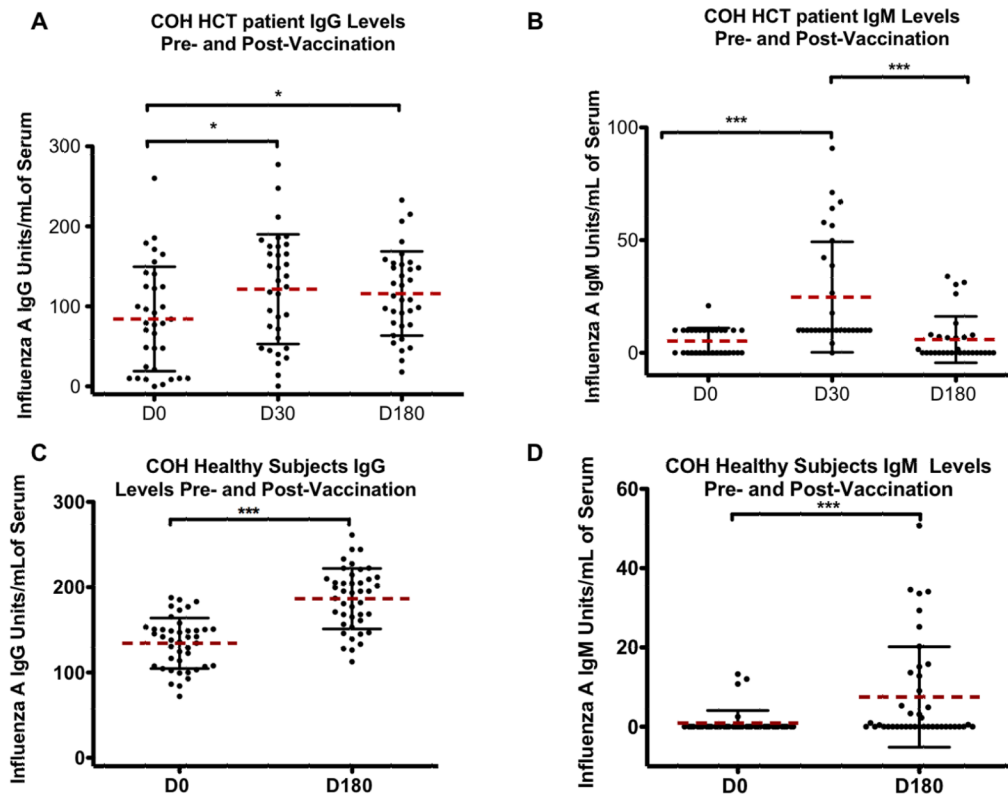 A
COH HCT patient IgG Levels
Pre- and Post-Vaccination
Influenza A IgG Units/mLof Serum
300
200
100
0
*
*
D0
D30
D180
B
COH HCT patient IgM Levels
Pre- and Post-Vaccination
Influenza A IgM Units/mL of Serum
100
50
0
***
***
D0
D30
D180
C
COH Healthy Subjects IgG
Levels Pre- and Post-Vaccination
Influenza A IgG Units/mLof Serum
300
200
100
0
***
D0
D180
D
COH Healthy Subjects IgM Levels
Pre- and Post-Vaccination
Influenza A IgM Units/mL of Serum
60
40
20
0
***
D0
D180